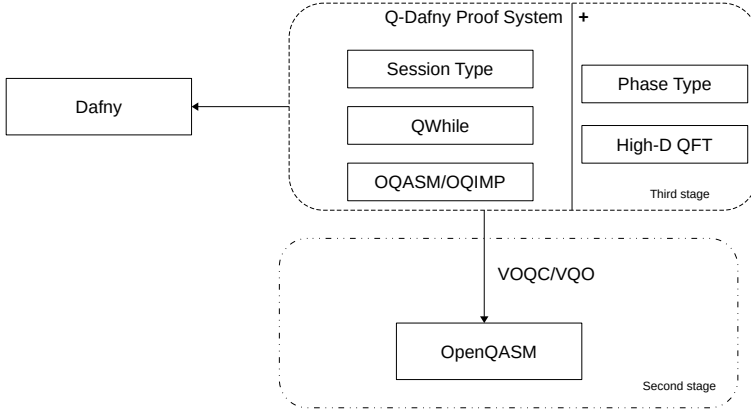 Q-Dafny Proof System +
Session Type
Phase Type
Dafny
QWhile
High-D QFT
OQASM/OQIMP
Third stage
VOQC/VQO
OpenQASM
Second stage